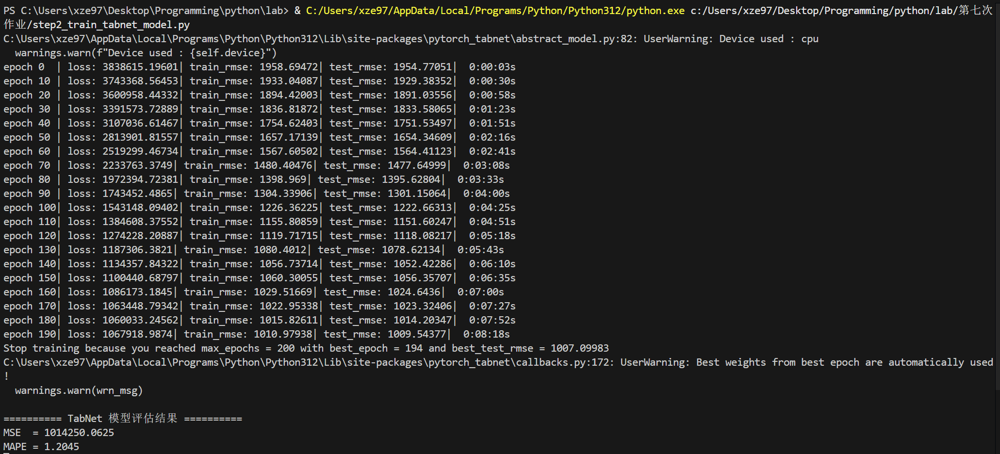 PS C:\Users\xze97\Desktop\Programming\python\lab> & C:/Users/xze97/AppData/Local/Programs/Python/Python312/python.exe c:/Users/xze97/Desktop/Programming/python/lab/第七次
作业/step2_train_tabnet_model.py
C:\Users\xze97\AppData\Local\Programs\Python\Python312\Lib\site-packages\pytorch_tabnet\abstract_model.py:82: UserWarning: Device used : cpu
  warnings.warn(f"Device used : {self.device}")
epoch 0  | loss: 3838615.19601| train_rmse: 1958.69472| test_rmse: 1954.77051|  0:00:03s
epoch 10 | loss: 3743368.56453| train_rmse: 1933.04087| test_rmse: 1929.38352|  0:00:30s
epoch 20 | loss: 3600958.44332| train_rmse: 1894.42003| test_rmse: 1891.03556|  0:00:58s
epoch 30 | loss: 3391573.72889| train_rmse: 1836.81872| test_rmse: 1833.58065|  0:01:23s
epoch 40 | loss: 3107036.61467| train_rmse: 1754.62403| test_rmse: 1751.53497|  0:01:51s
epoch 50 | loss: 2813901.81557| train_rmse: 1657.17139| test_rmse: 1654.34609|  0:02:16s
epoch 60 | loss: 2519299.46734| train_rmse: 1567.60502| test_rmse: 1564.41123|  0:02:41s
epoch 70 | loss: 2233763.3749| train_rmse: 1480.40476| test_rmse: 1477.64999|  0:03:08s
epoch 80 | loss: 1972394.72381| train_rmse: 1398.969| test_rmse: 1395.62804|  0:03:33s
epoch 90 | loss: 1743452.4865| train_rmse: 1304.33906| test_rmse: 1301.15064|  0:04:00s
epoch 100| loss: 1543148.09402| train_rmse: 1226.36225| test_rmse: 1222.66313|  0:04:25s
epoch 110| loss: 1384608.37552| train_rmse: 1155.80859| test_rmse: 1151.60247|  0:04:51s
epoch 120| loss: 1274228.20887| train_rmse: 1119.71715| test_rmse: 1118.08217|  0:05:18s
epoch 130| loss: 1187306.3821| train_rmse: 1080.4012| test_rmse: 1078.62134|  0:05:43s
epoch 140| loss: 1134357.84322| train_rmse: 1056.73714| test_rmse: 1052.42286|  0:06:10s
epoch 150| loss: 1100440.68797| train_rmse: 1060.30055| test_rmse: 1056.35707|  0:06:35s
epoch 160| loss: 1086173.1845| train_rmse: 1029.51669| test_rmse: 1024.6436|  0:07:00s
epoch 170| loss: 1063448.79342| train_rmse: 1022.95338| test_rmse: 1023.32406|  0:07:27s
epoch 180| loss: 1060033.24562| train_rmse: 1015.82611| test_rmse: 1014.20347|  0:07:52s
epoch 190| loss: 1067918.9874| train_rmse: 1010.97938| test_rmse: 1009.54377|  0:08:18s
Stop training because you reached max_epochs = 200 with best_epoch = 194 and best_test_rmse = 1007.09983
C:\Users\xze97\AppData\Local\Programs\Python\Python312\Lib\site-packages\pytorch_tabnet\callbacks.py:172: UserWarning: Best weights from best epoch are automatically used
!
  warnings.warn(wrn_msg)
========== TabNet 模型评估结果 ==========
MSE  = 1014250.0625
MAPE = 1.2045